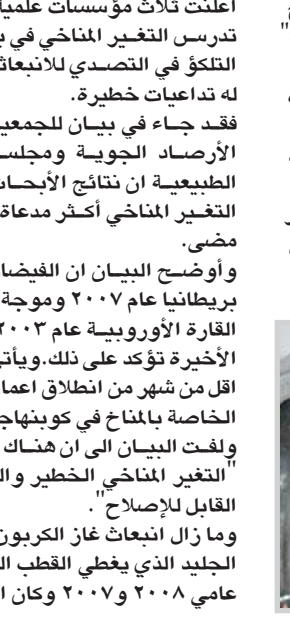 أعلنت ثلاث مؤسسات علمية
تدرس التغير المناخي في
التلكؤ في التصدي للانبعاث
له تداعيات خطيرة.
فقد جاء في بيان للجمعي
الأرصاد الجوية ومجلس
الطبيعية ان نتائج الأبحاث
التغير المناخي أكثر مدعاة
مضى.
وأوضح البيان ان الفيضا
بريطانيا عام ٢٠٠٧ وموجة
القارة الأوروبية عام ٢٠٠٣
الأخيرة تؤكد على ذلك.ويأتي
اقل من شهر من انطلاق اعما
الخاصة بالمناخ في كوبنهاجر
ولفت البيان الى ان هناك
"التغير المناخي الخطير و
القابل للإصلاح".
وما زال انبعاث غاز الكربون
الجليد الذي يغطي القطب
عامي ٢٠٠٨ و٢٠٠٧ وكان